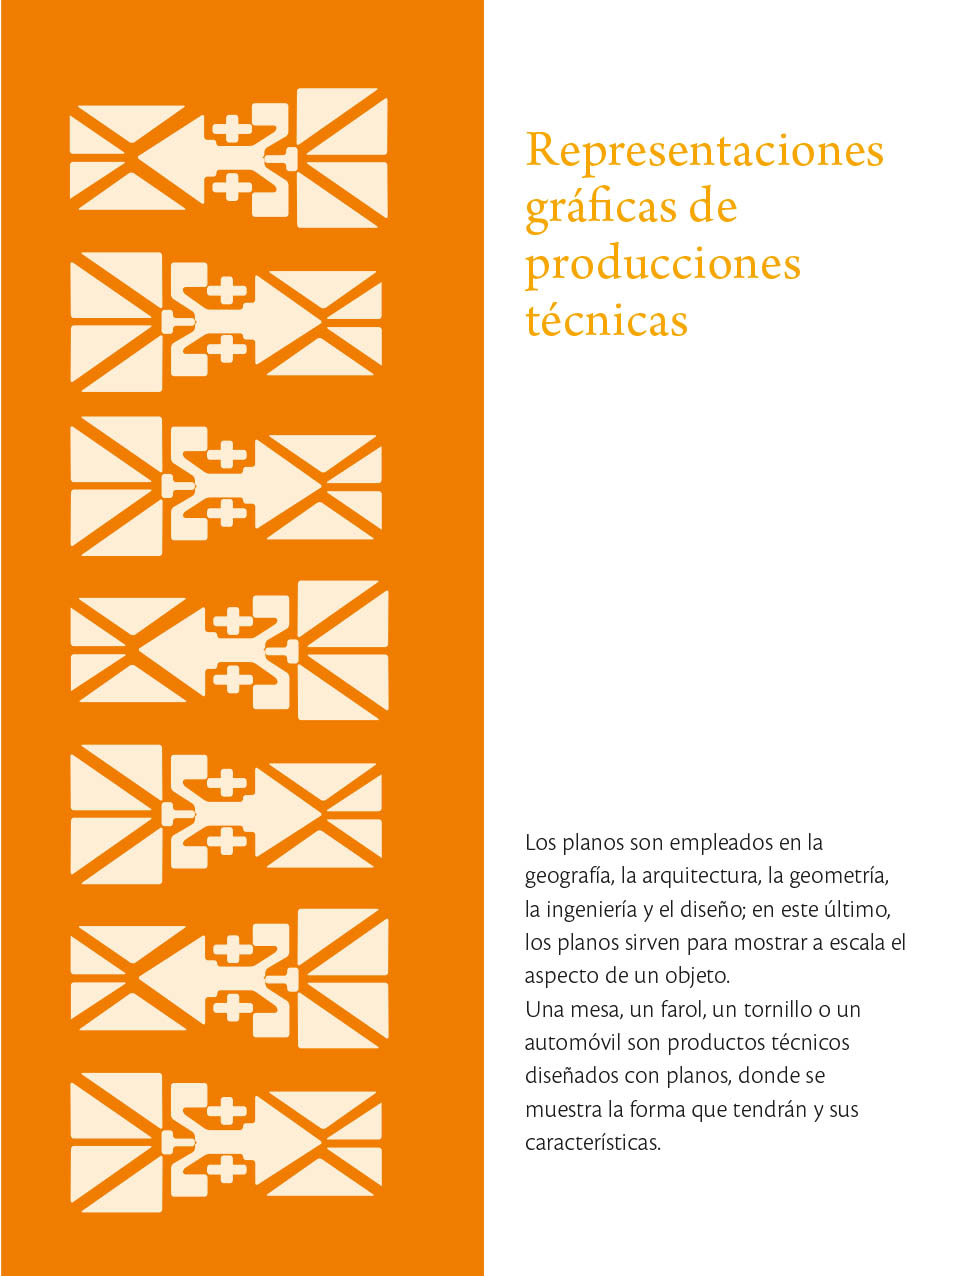 Representaciones
gráficas de
producciones
técnicas
Los planos son empleados en la
geografía, la arquitectura, la geometría,
la ingeniería y el diseño; en este último,
los planos sirven para mostrar a escala el
aspecto de un objeto.
Una mesa, un farol, un tornillo o un
automóvil son productos técnicos
diseñados con planos, donde se
muestra la forma que tendrán y sus
características.